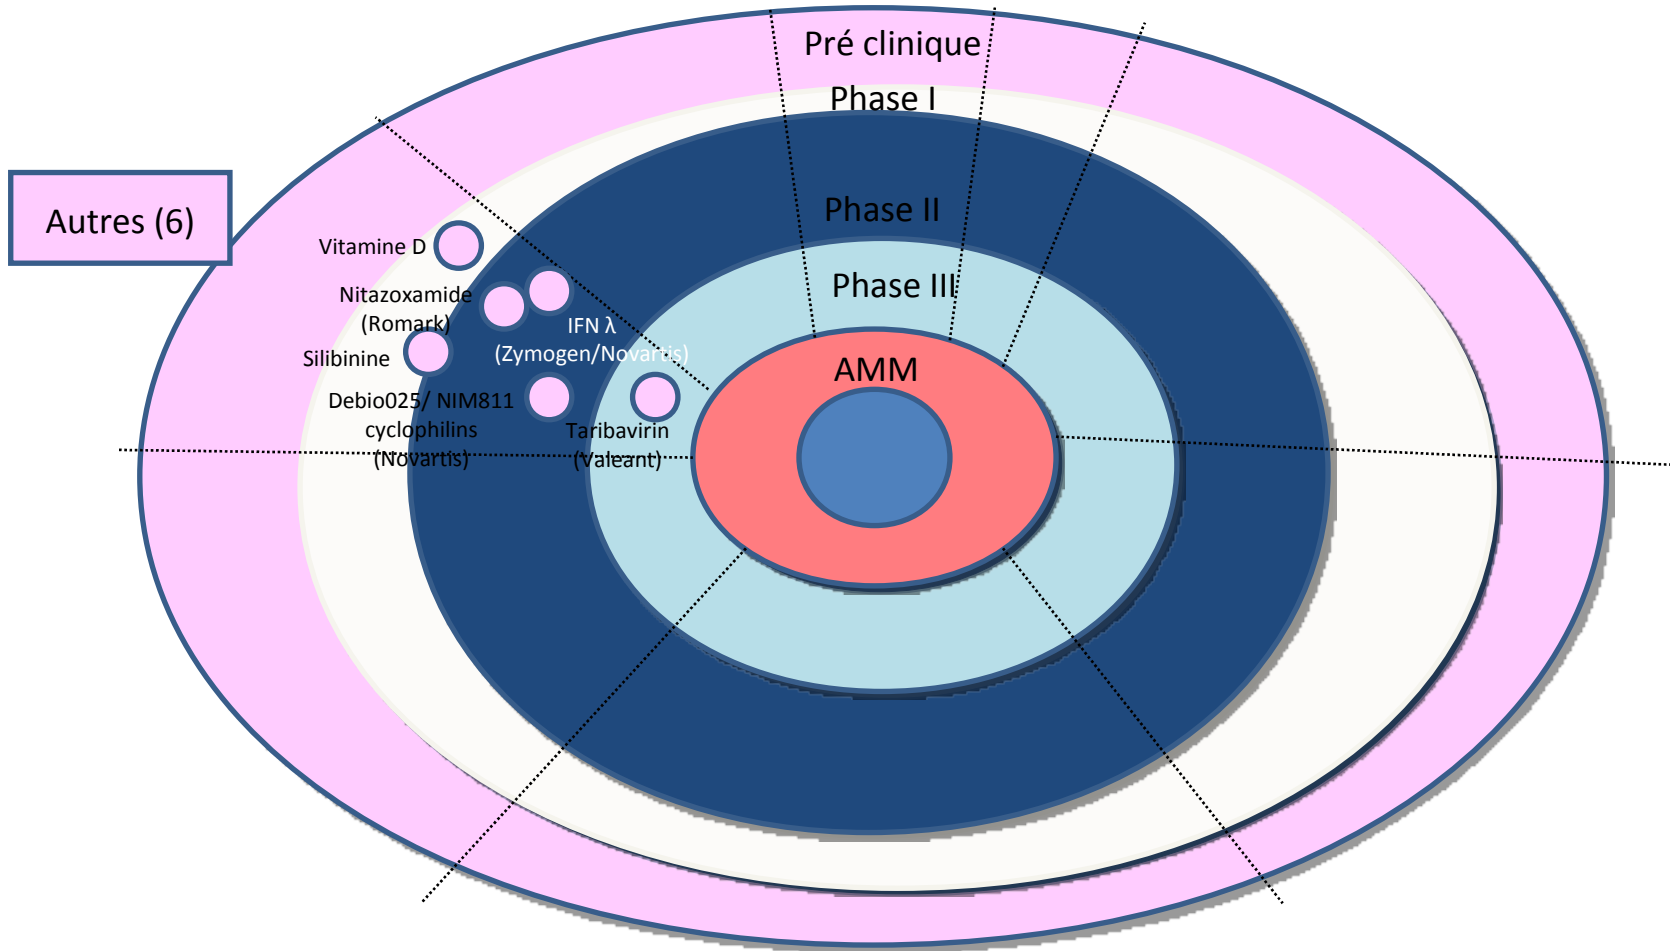 Pré clinique
Phase I
Phase II
Phase III
AMM
Autres (6)
Vitamine D
Nitazoxamide
(Romark)
IFN λ
(Zymogen/Novartis)
Silibinine
Debio025/ NIM811
cyclophilins
(Novartis)
Taribavirin
(Valeant)